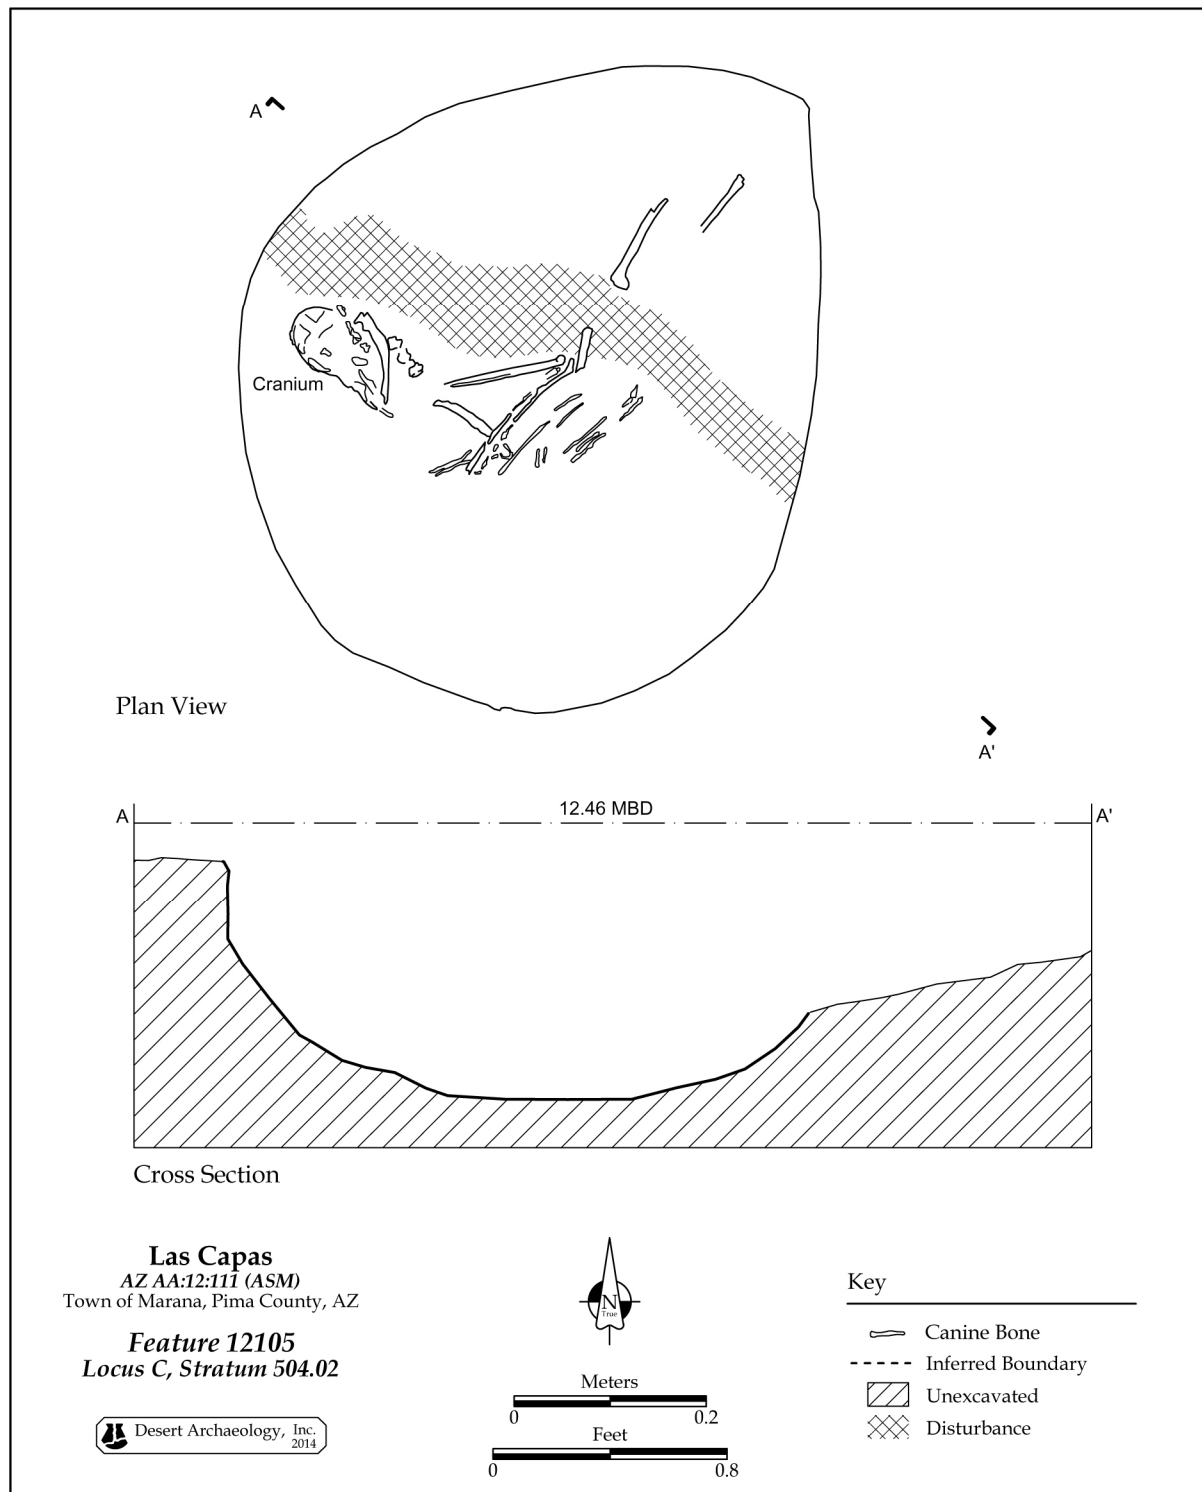 A
Cranium
Plan View
A'
A
12.46 MBD
A'
Cross Section
Las Capas
AZ AA:12:111 (ASM)
Town of Marana, Pima County, AZ
Feature 12105
Locus C, Stratum 504.02
Desert Archaeology, Inc.
2014
N
True
Meters
0 0.2
Feet
0 0.8
Key
Canine Bone
Inferred Boundary
Unexcavated
Disturbance